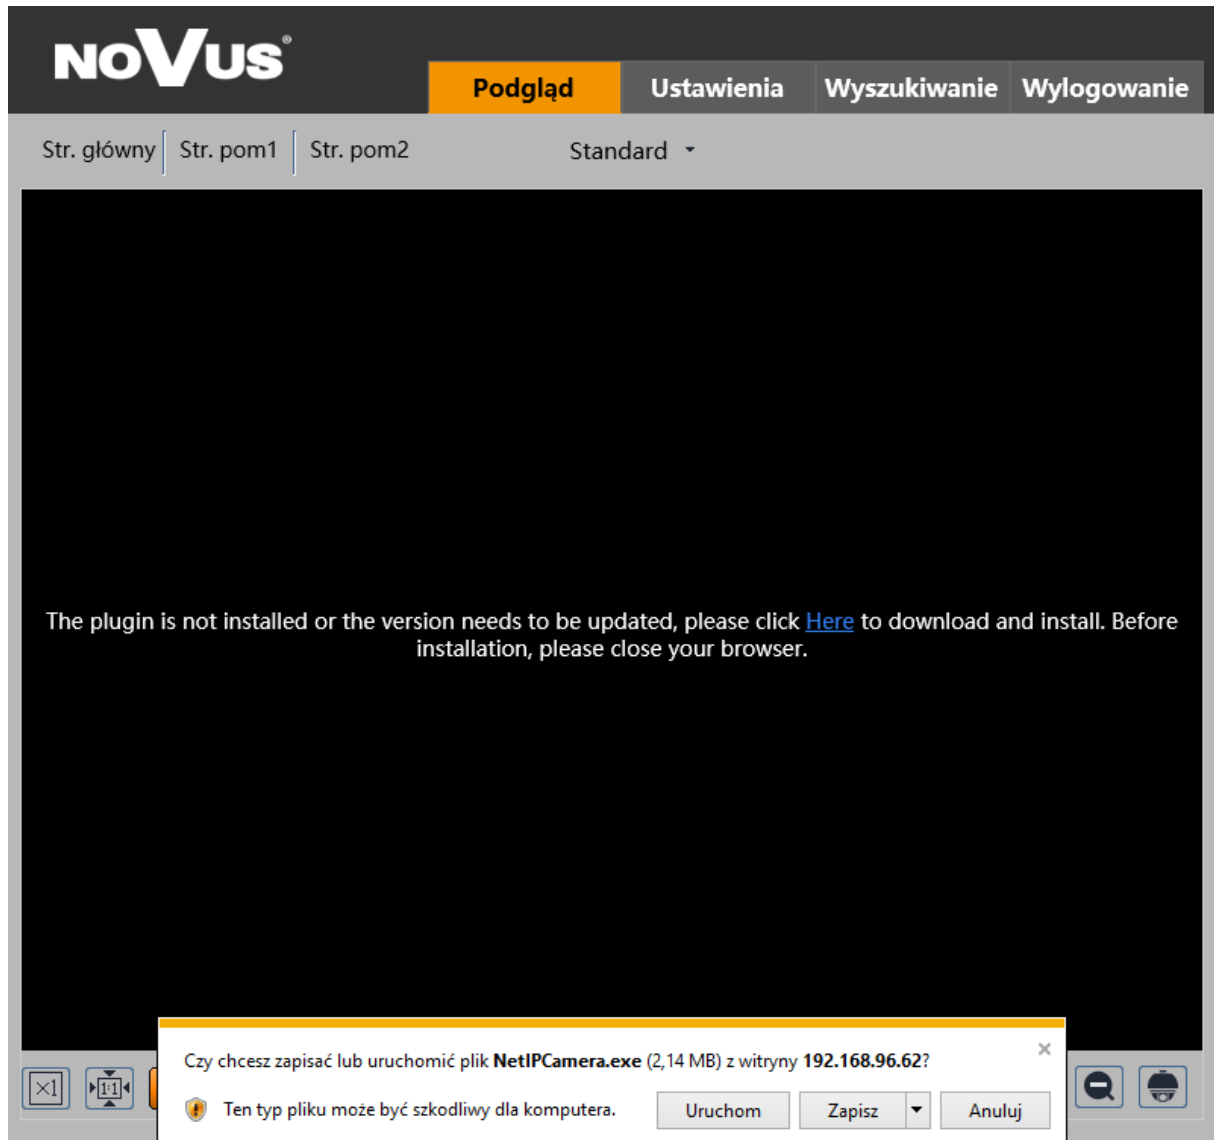 NOVUS®
Podgląd Ustawienia Wyszukiwanie Wylogowanie
Str. główny Str. pom1 Str. pom2 Standard
The plugin is not installed or the version needs to be updated, please click Here to download and install. Before
installation, please close your browser.
Czy chcesz zapisać lub uruchomić plik NetIPCamera.exe (2,14 MB) z witryny 192.168.96.62?
Ten typ pliku może być szkodliwy dla komputera. Uruchom Zapisz Anuluj
×1 1:1